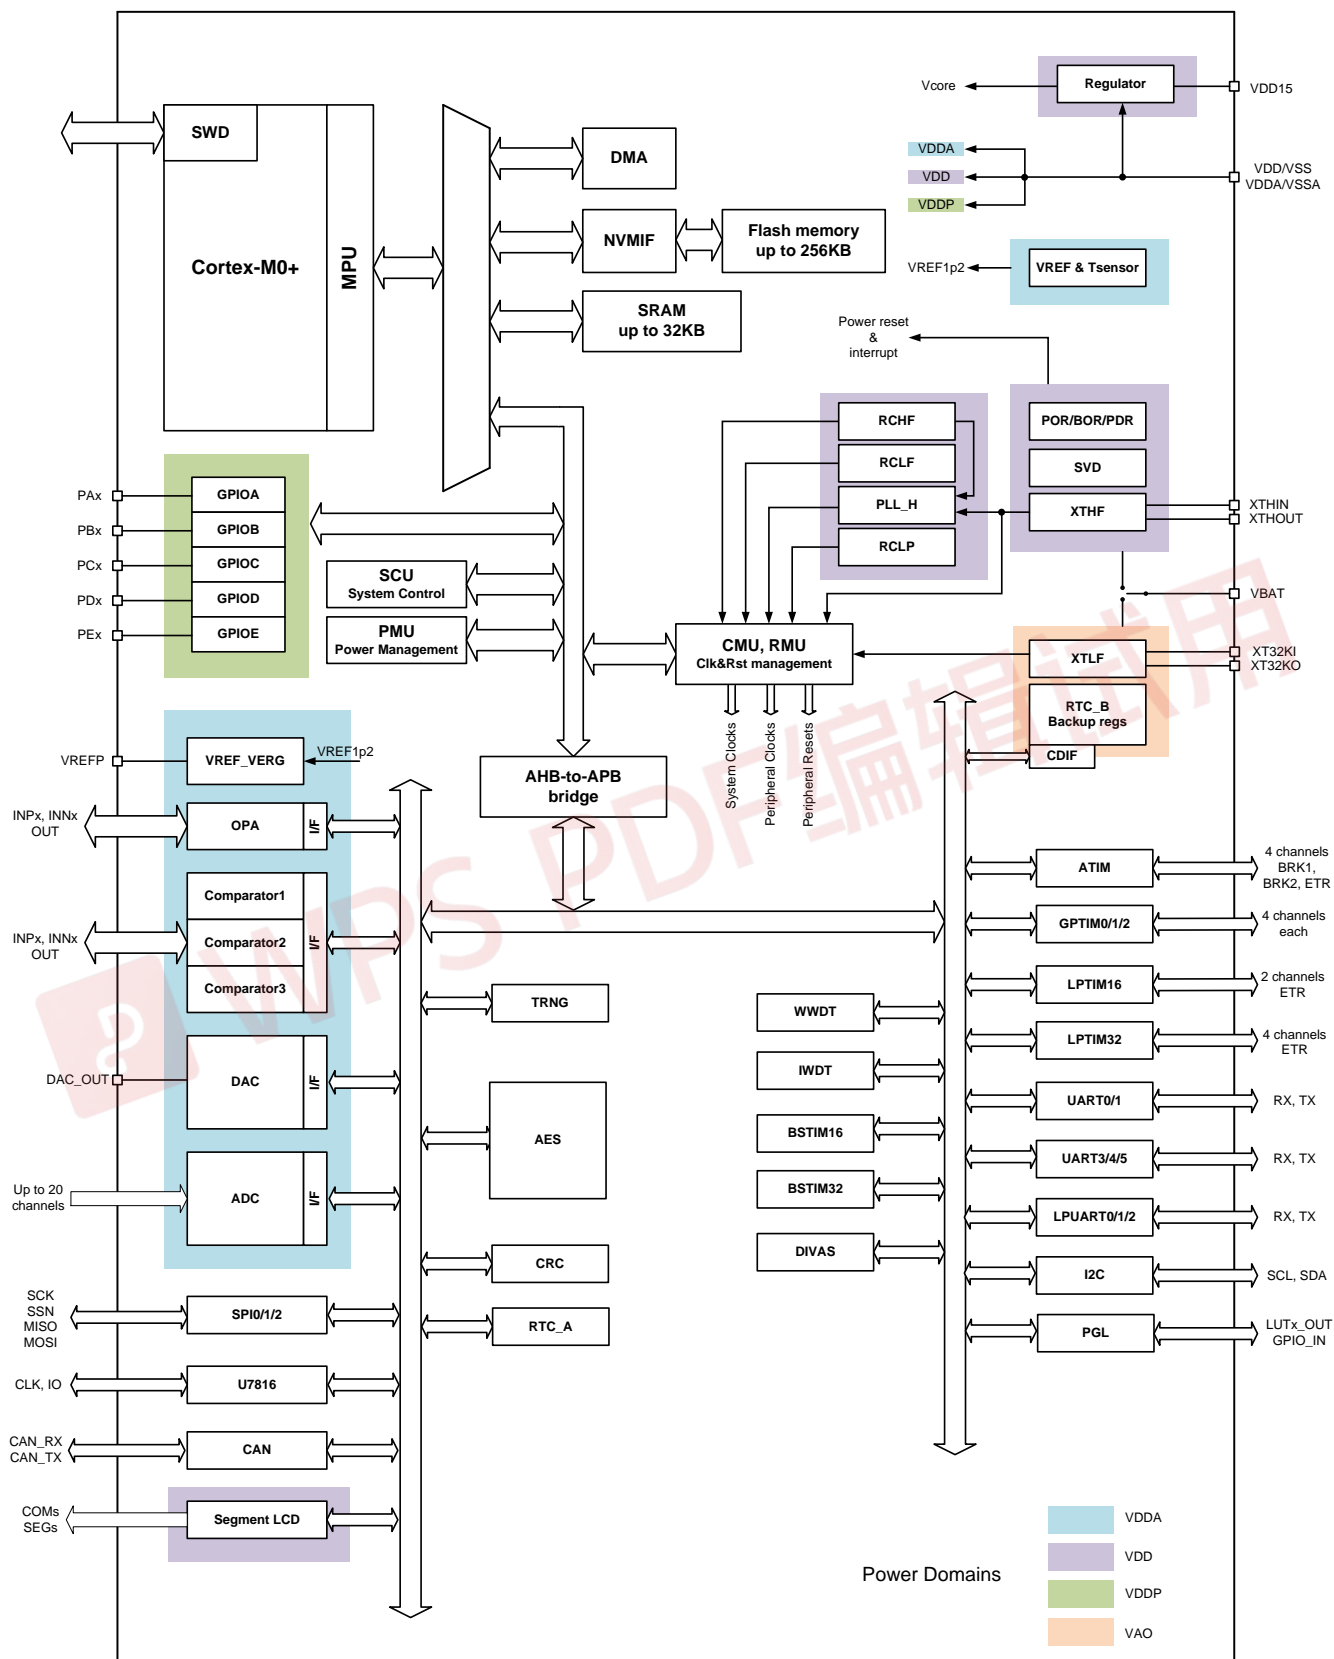 Regulator
Vcore
VDD15
SWD
DMA
VDDA
VDD
VDDP
VDD/VSS
VDDA/VSSA
Cortex-M0+
MPU
NVMIF
Flash memory
up to 256KB
VREF1p2
VREF & Tsensor
SRAM
up to 32KB
Power reset
&
interrupt
RCHF
RCLF
PLL_H
RCLP
POR/BOR/PDR
SVD
XTHF
XTHIN
XTHOUT
PAx
GPIOA
PBx
GPIOB
PCx
GPIOC
PDx
GPIOD
PEx
GPIOE
SCU
System Control
PMU
Power Management
CMU, RMU
Clk&Rst management
VBAT
XTLF
XT32KI
XT32KO
RTC_B
Backup regs
CDIF
System Clocks
Peripheral Clocks
Peripheral Resets
VREFP
VREF_VERG
VREF1p2
AHB-to-APB
bridge
INPx, INNx
OUT
OPA
I/F
Comparator1
Comparator2
Comparator3
I/F
INPx, INNx
OUT
TRNG
DAC_OUT
DAC
I/F
AES
Up to 20
channels
ADC
I/F
CRC
RTC_A
SCK
SSN
MISO
MOSI
SPI0/1/2
CLK, IO
U7816
CAN_RX
CAN_TX
CAN
COMs
SEGs
Segment LCD
WWDT
IWDT
BSTIM16
BSTIM32
DIVAS
ATIM
4 channels
BRK1,
BRK2, ETR
GPTIM0/1/2
4 channels
each
LPTIM16
2 channels
ETR
LPTIM32
4 channels
ETR
UART0/1
RX, TX
UART3/4/5
RX, TX
LPUART0/1/2
RX, TX
I2C
SCL, SDA
PGL
LUTx_OUT
GPIO_IN
Power Domains
VDDA
VDD
VDDP
VAO
WPS PDF编辑试用